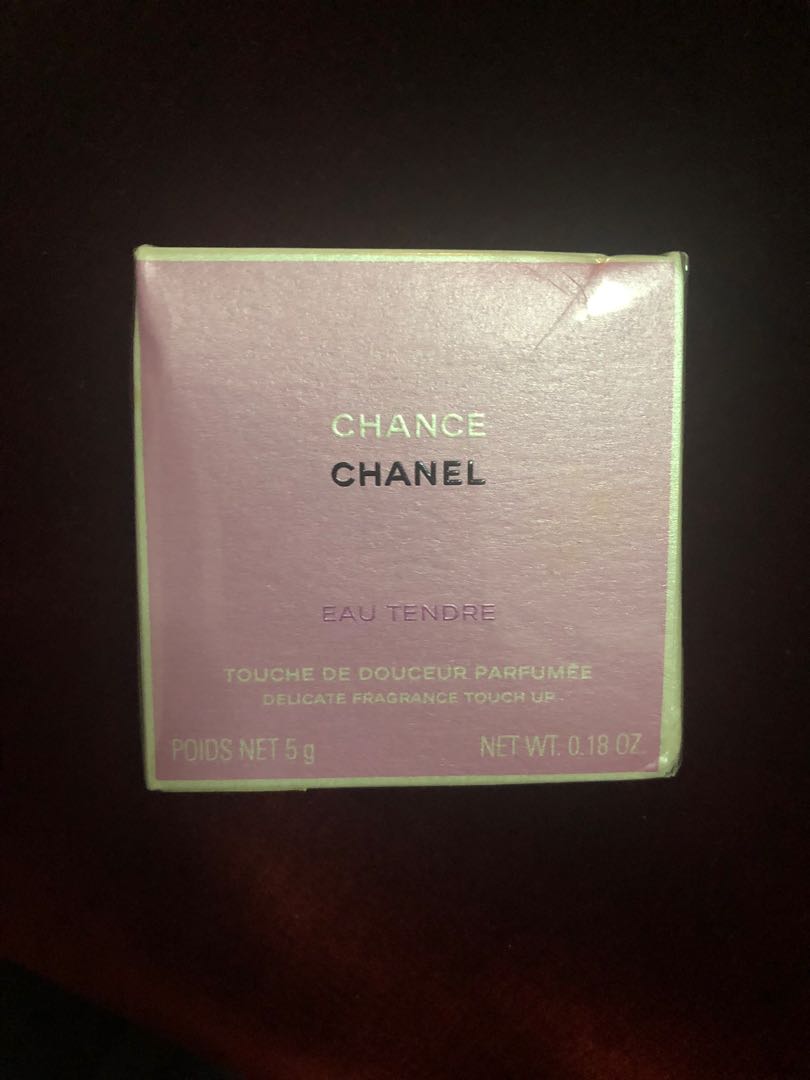 CHANCE
CHANEL
EAU TENDRE
TOUCHE DE DOUCEUR PARFUMÉE
DELICATE FRAGRANCE TOUCH UP
POIDS NET 5 g NET WT. 0.18 OZ.